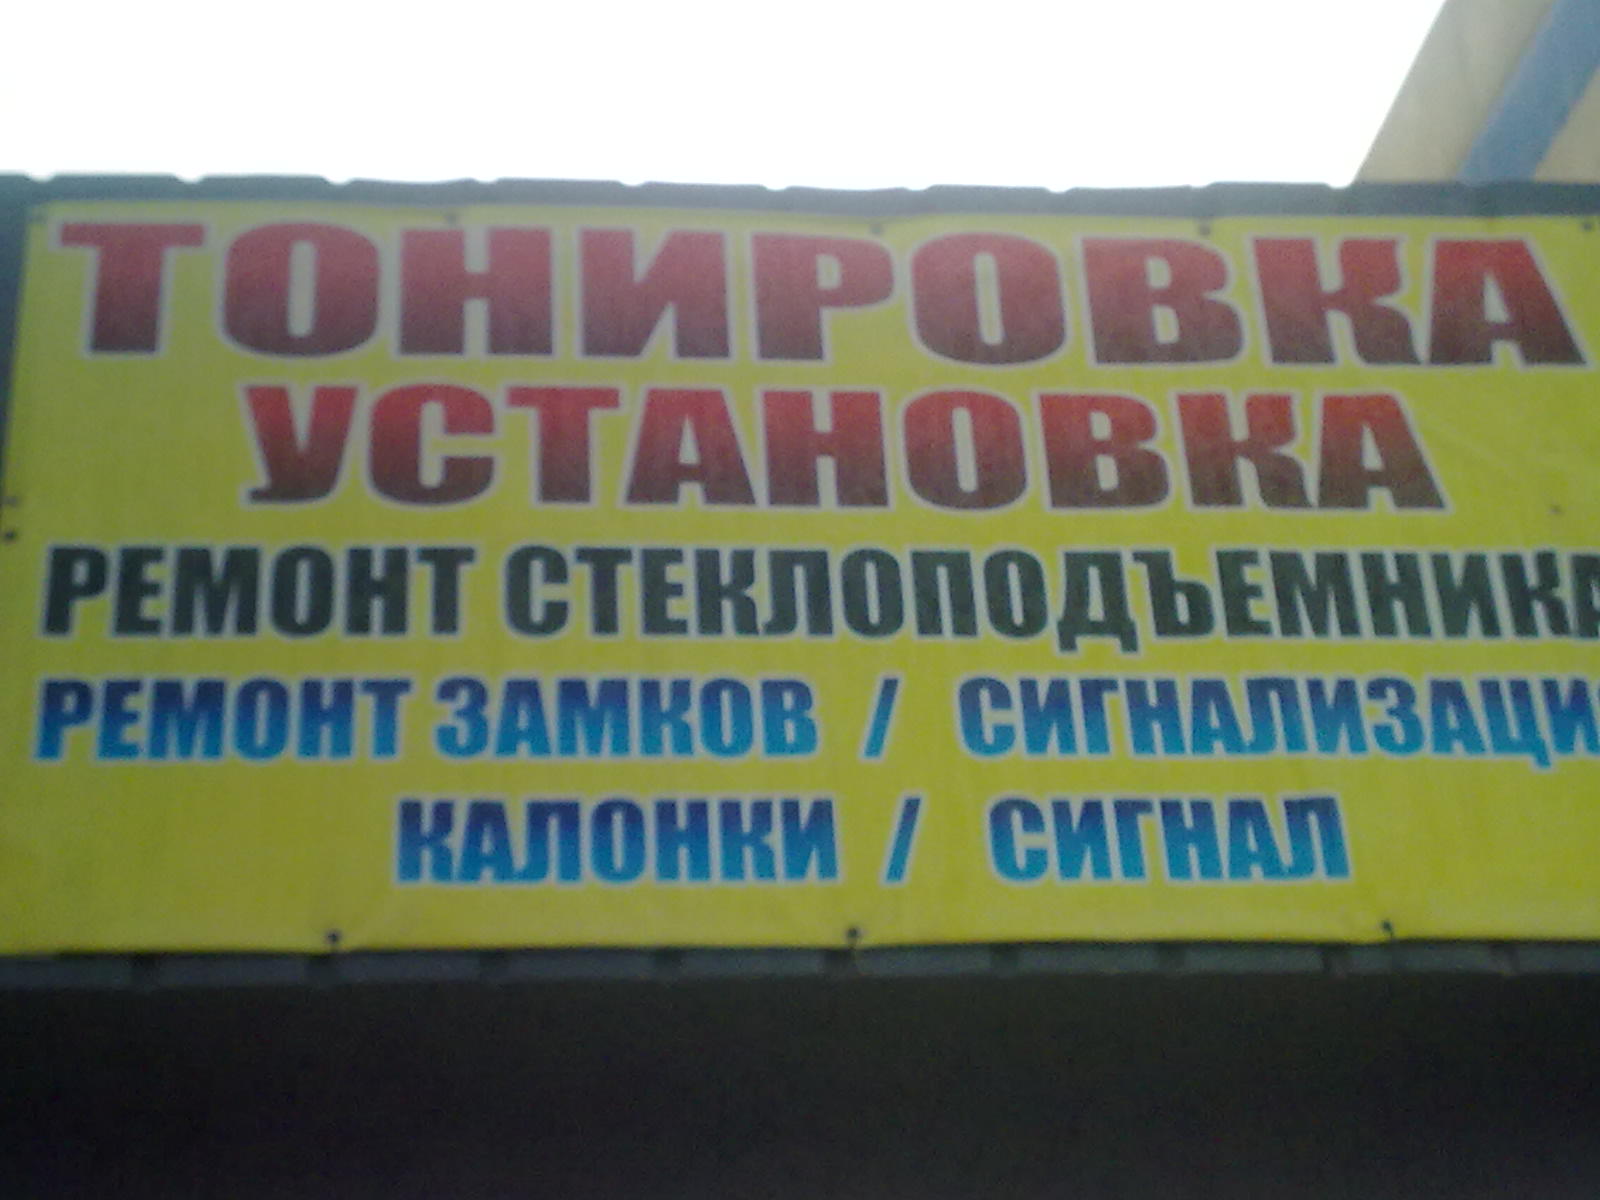 ТОНИРОВКА
УСТАНОВКА
РЕМОНТ СТЕКЛОПОДЪЕМНИКА
РЕМОНТ ЗАМКОВ / СИГНАЛИЗАЦИ
КАЛОНКИ / СИГНАЛ